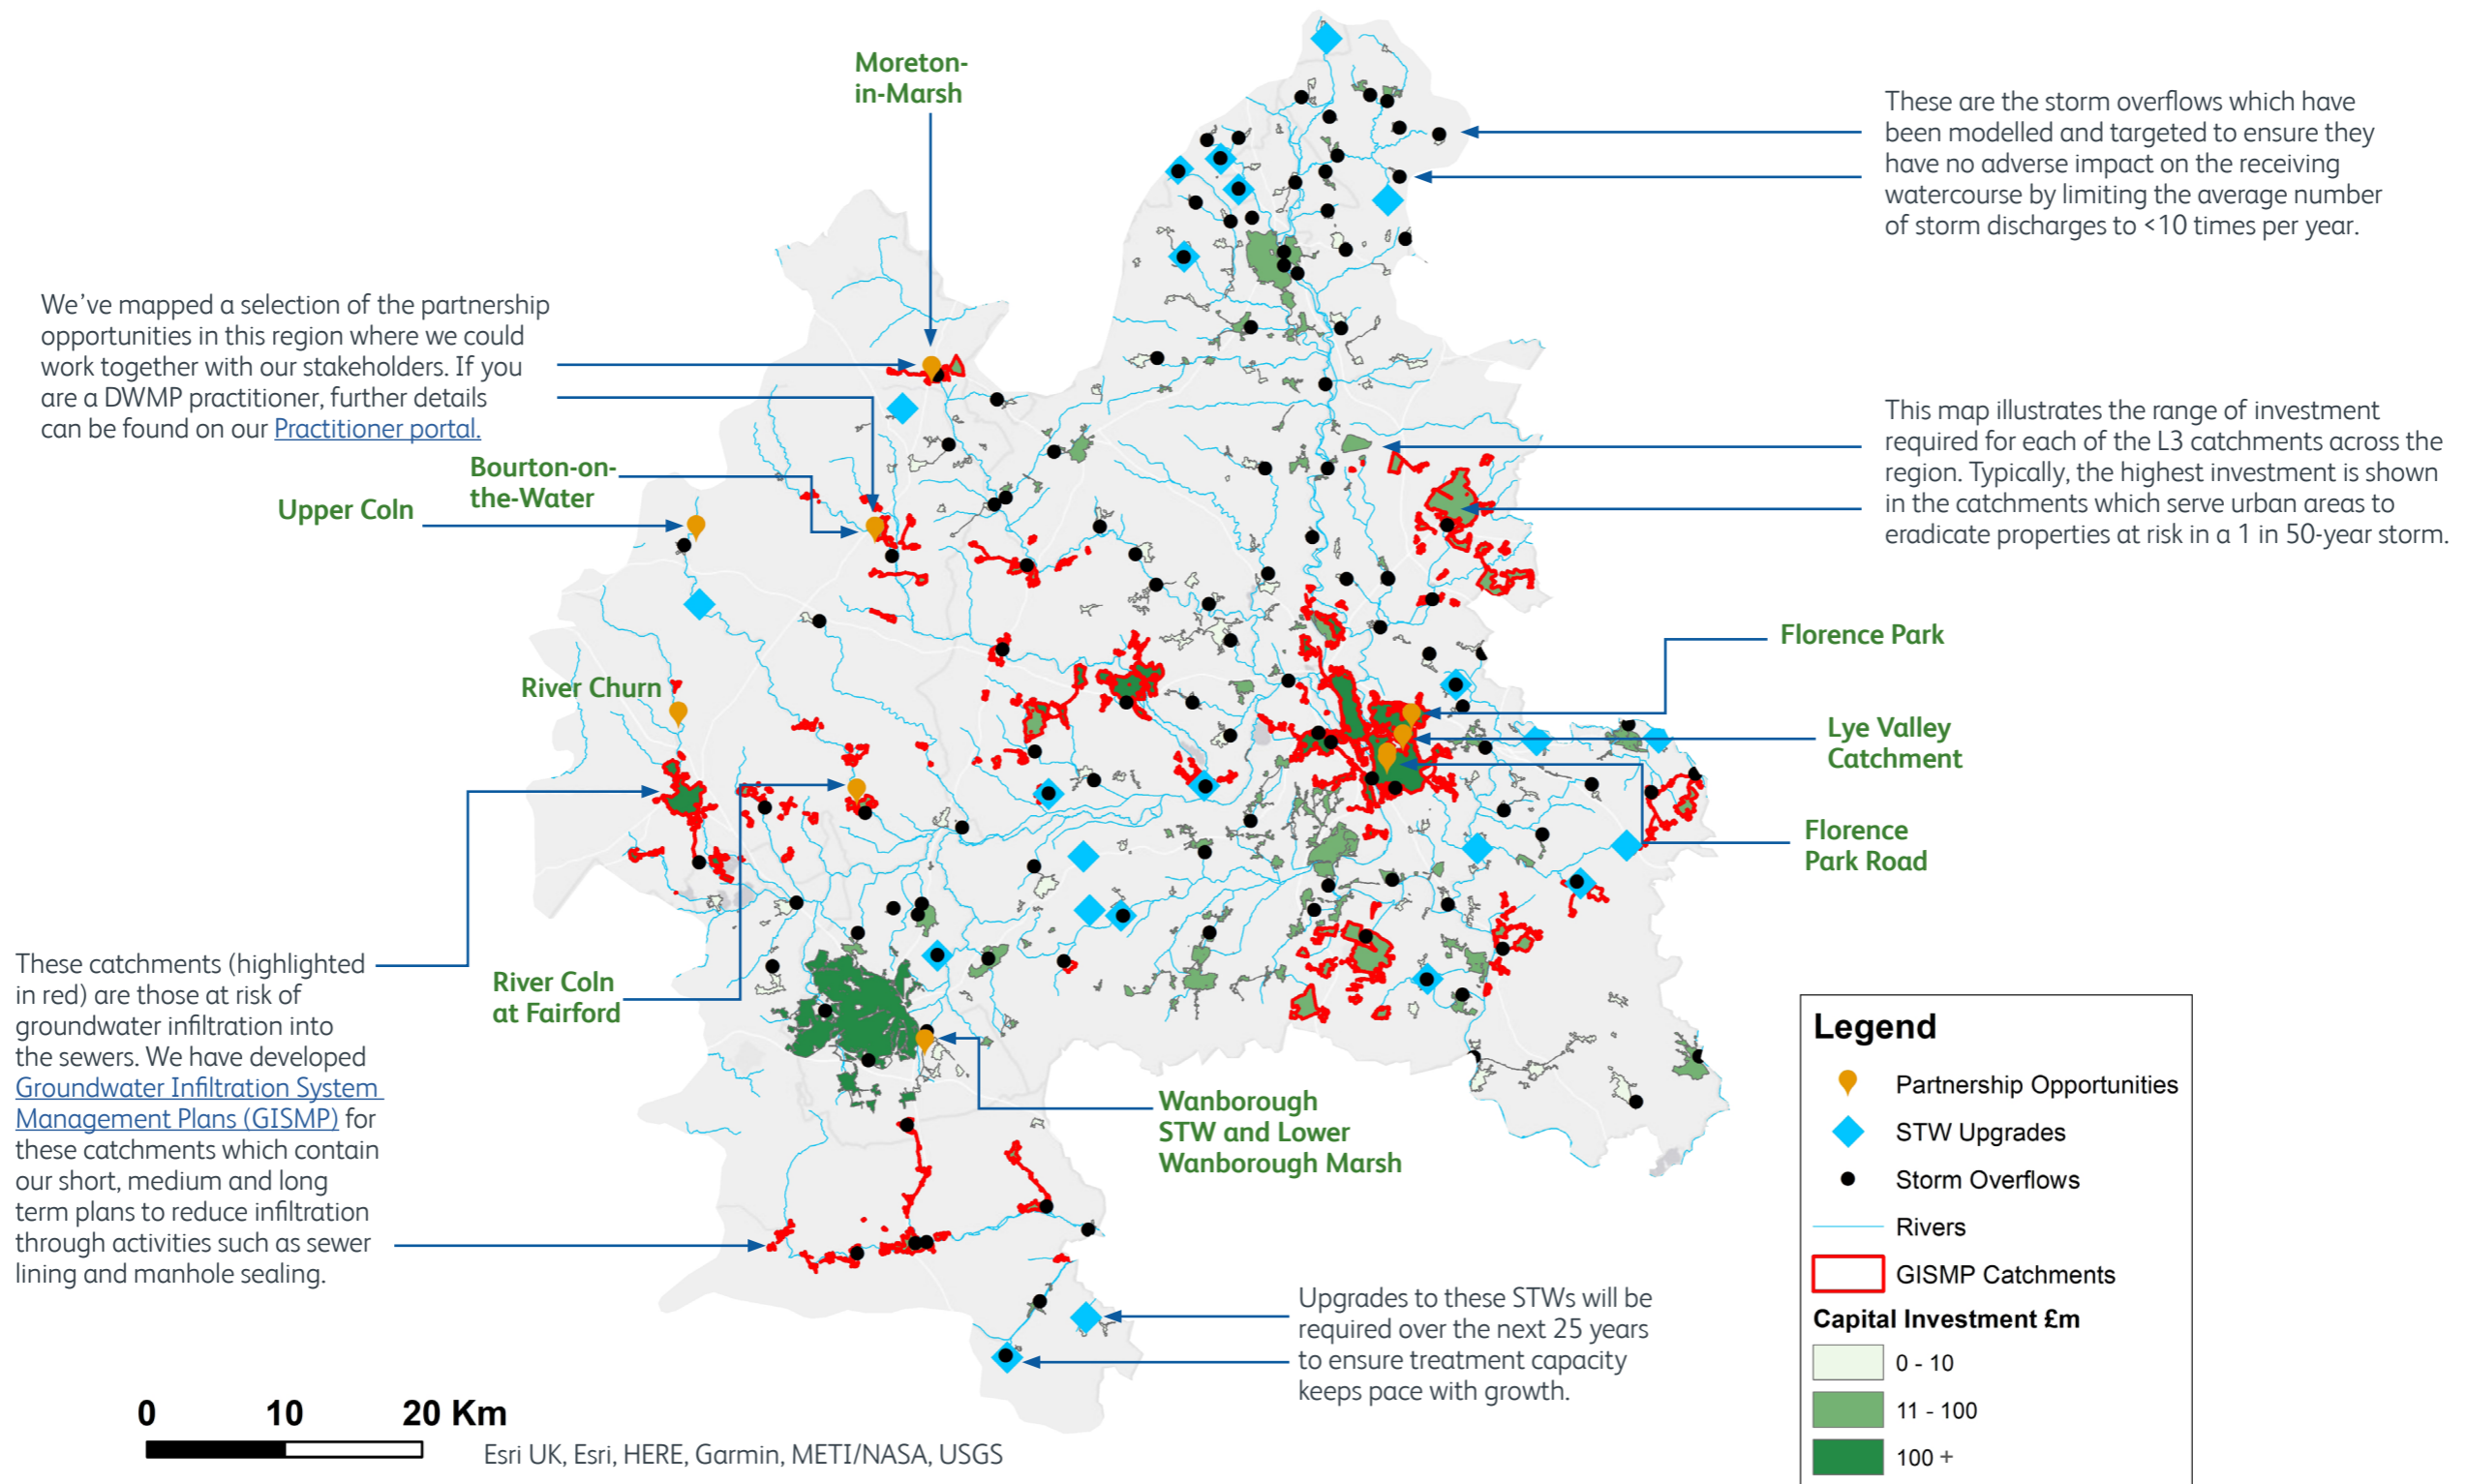 Moreton-
in-Marsh
These are the storm overflows which have
been modelled and targeted to ensure they
have no adverse impact on the receiving
watercourse by limiting the average number
of storm discharges to <10 times per year.
We’ve mapped a selection of the partnership
opportunities in this region where we could
work together with our stakeholders. If you
are a DWMP practitioner, further details
can be found on our Practitioner portal.
This map illustrates the range of investment
required for each of the L3 catchments across the
region. Typically, the highest investment is shown
in the catchments which serve urban areas to
eradicate properties at risk in a 1 in 50-year storm.
Bourton-on-
the-Water
Upper Coln
Florence Park
River Churn
Lye Valley
Catchment
Florence
Park Road
These catchments (highlighted
in red) are those at risk of
groundwater infiltration into
the sewers. We have developed
Groundwater Infiltration System
Management Plans (GISMP) for
these catchments which contain
our short, medium and long
term plans to reduce infiltration
through activities such as sewer
lining and manhole sealing.
River Coln
at Fairford
Wanborough
STW and Lower
Wanborough Marsh
Upgrades to these STWs will be
required over the next 25 years
to ensure treatment capacity
keeps pace with growth.
Legend
Partnership Opportunities
STW Upgrades
Storm Overflows
Rivers
GISMP Catchments
Capital Investment £m
0 - 10
11 - 100
100 +
0 10 20 Km
Esri UK, Esri, HERE, Garmin, METI/NASA, USGS